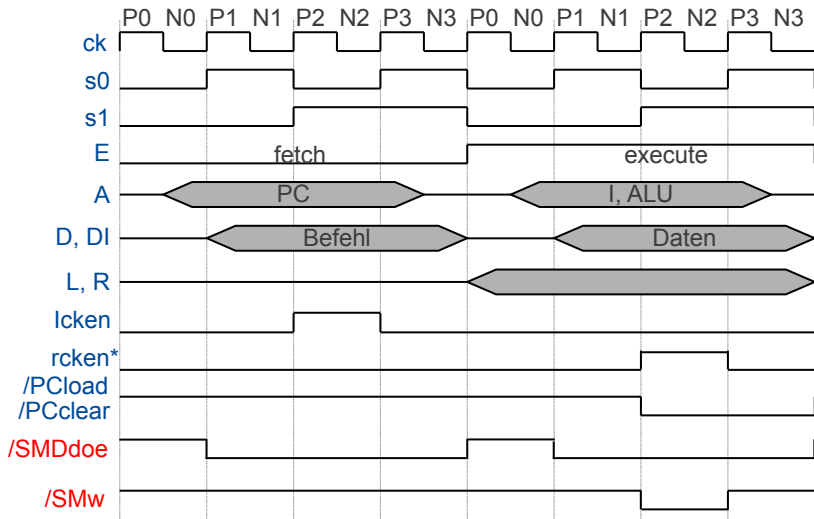 P0 N0 P1 N1 P2 N2 P3 N3 P0 N0 P1 N1 P2 N2 P3 N3
ck
s0
s1
E fetch execute
A PC I, ALU
D, DI Befehl Daten
L, R
Icken
rcken*
/PCload
/PCclear
/SMDdoe
/SMw